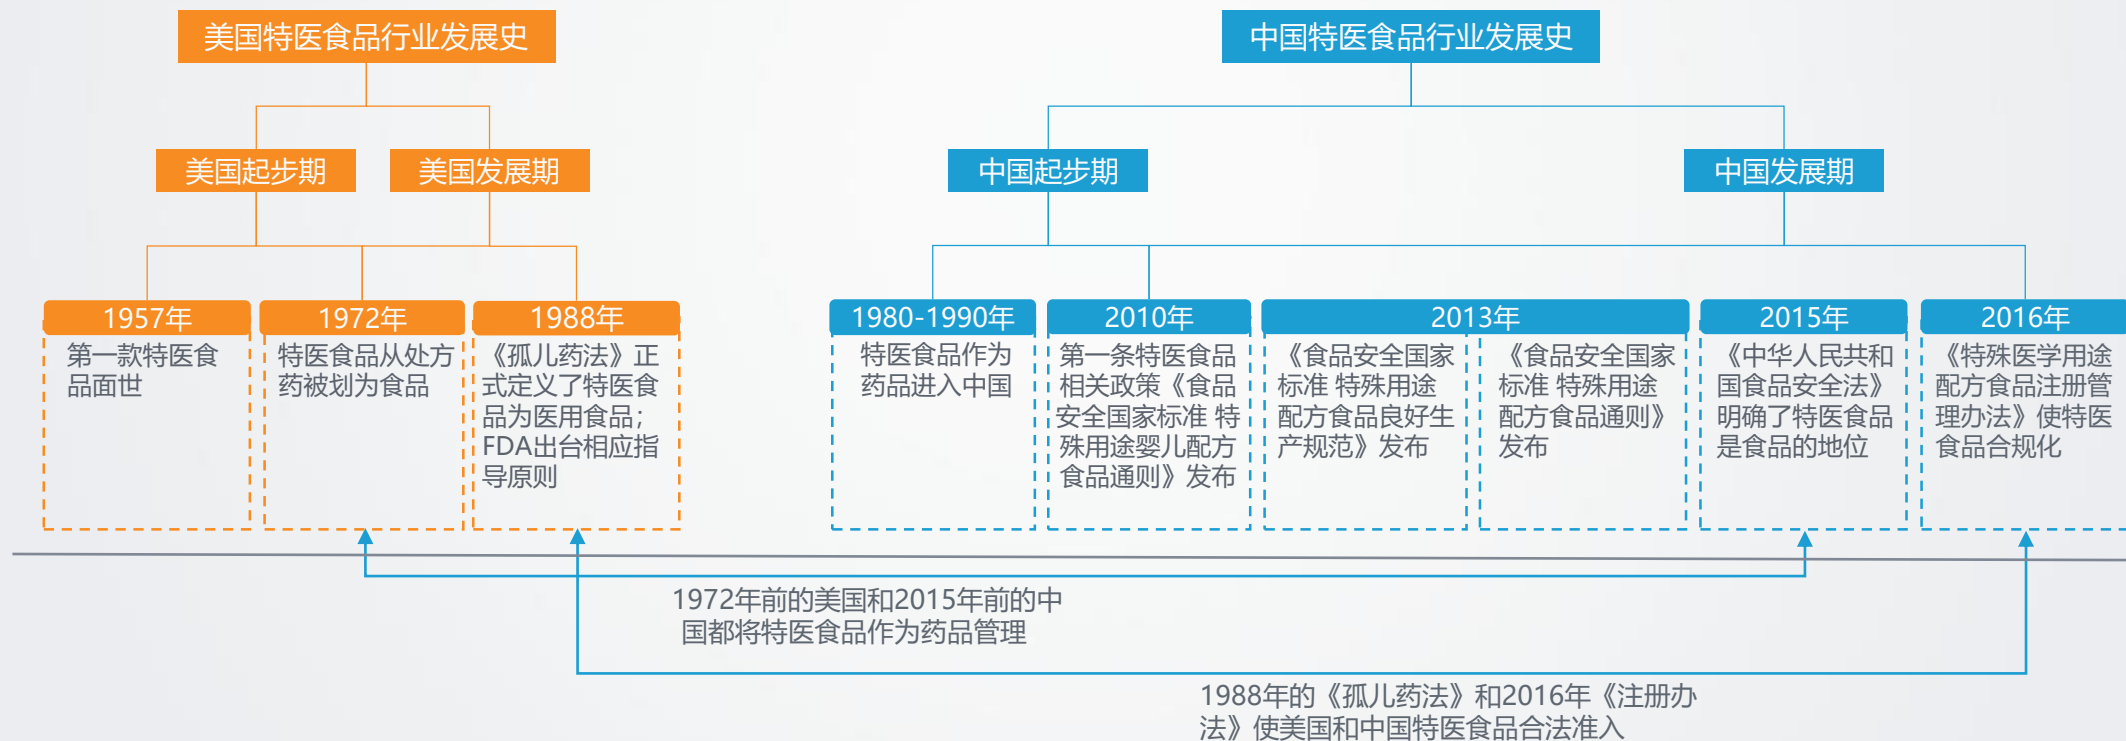 美国特医食品行业发展史
中国特医食品行业发展史
美国起步期
美国发展期
中国起步期
中国发展期
1957年
第一款特医食
品面世
1972年
特医食品从处方
药被划为食品
1988年
《孤儿药法》正
式定义了特医食
品为医用食品；
FDA出台相应指
导原则
1980-1990年
特医食品作为
药品进入中国
2010年
第一条特医食品
相关政策《食品
安全国家标准 特
殊用途婴儿配方
食品通则》发布
2013年
《食品安全国家
标准 特殊用途
配方食品良好生
产规范》发布
《食品安全国家
标准 特殊用途
配方食品通则》
发布
2015年
《中华人民共和
国食品安全法》
明确了特医食品
是食品的地位
2016年
《特殊医学用途
配方食品注册管
理办法》使特医
食品合规化
1972年前的美国和2015年前的中
国都将特医食品作为药品管理
1988年的《孤儿药法》和2016年《注册办
法》使美国和中国特医食品合法准入